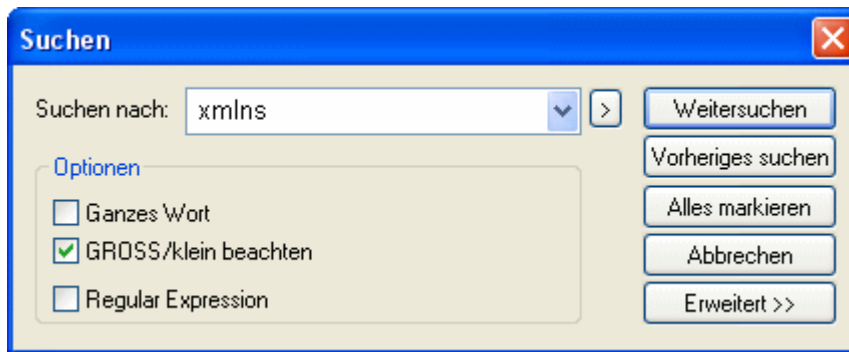 Suchen
Suchen nach: xmlns >
Weitersuchen
Vorheriges suchen
Alles markieren
Abbrechen
Erweitert >>
Optionen
Ganzes Wort
GROSS/klein beachten
Regular Expression